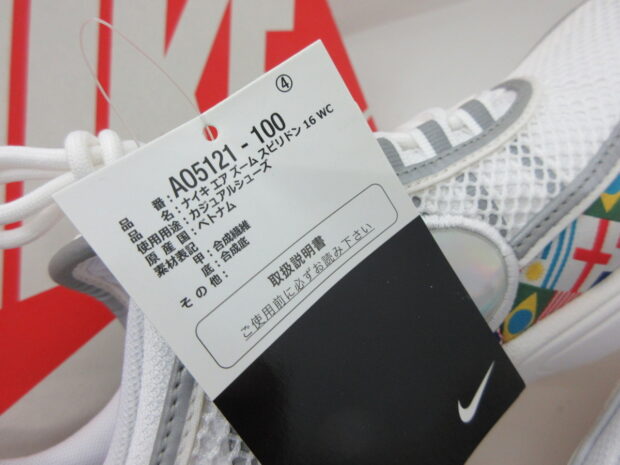 ④
品 番：AO5121 - 100
品 名：ナイキ エア ズーム スピリドン 16 WC
使用用途：カジュアルシューズ
原 産 国：ベトナム
素材表記：甲：合成繊維
底：合成底
その他：
取扱説明書
ご使用前に必ずお読み下さい